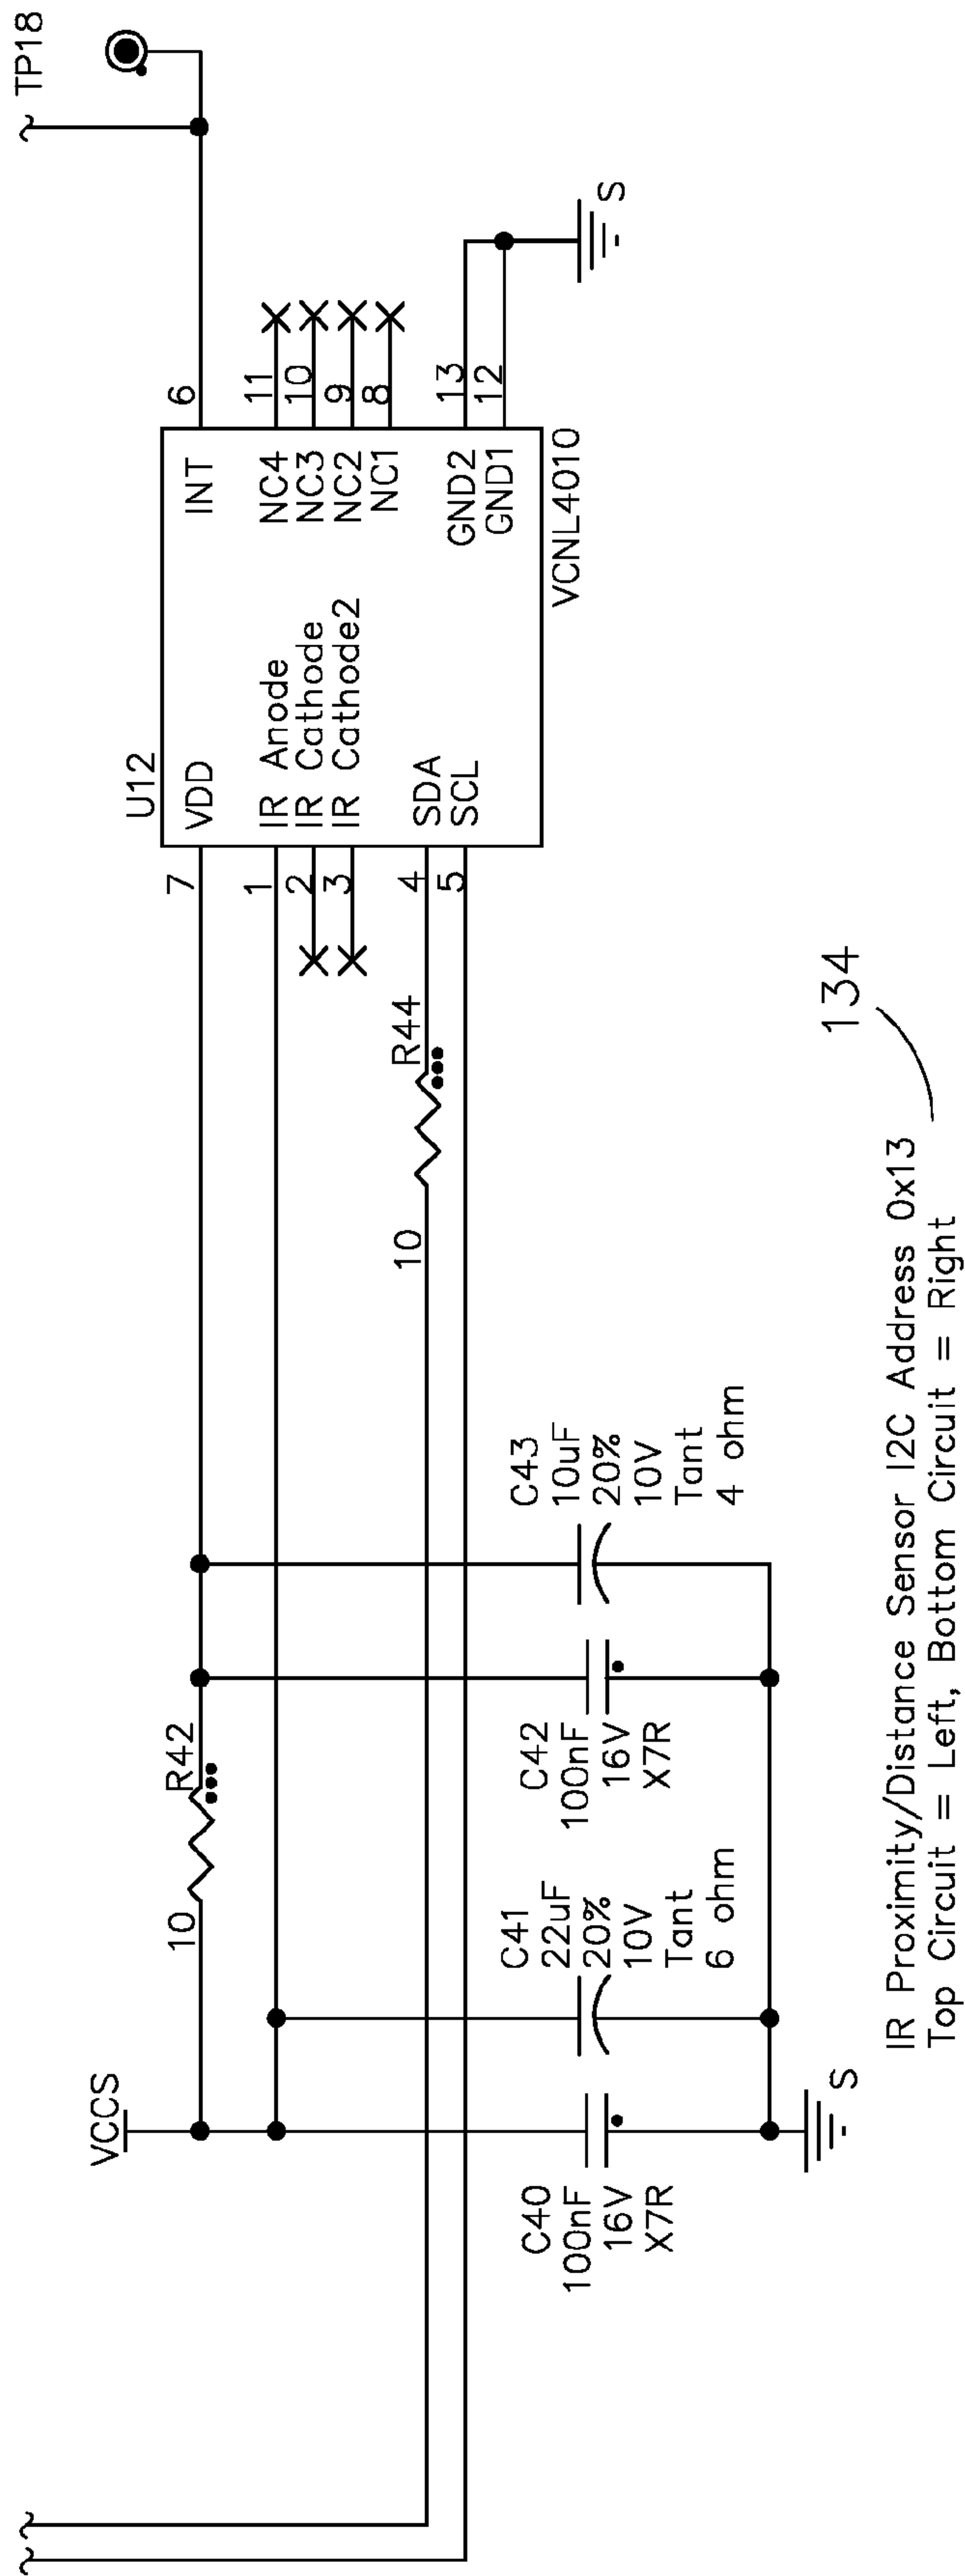 TP18
VCCS
10
R42
7
U12
VDD
INT
6
1
IR Anode
NC4
11
2
IR Cathode
NC3
10
3
IR Cathode2
NC2
9
NC1
8
10
R44
4
SDA
GND2
13
5
SCL
GND1
12
VCNL4010
S
C40
100nF
16V
X7R
C41
22uF
20%
10V
Tant
6 ohm
C42
100nF
16V
X7R
C43
10uF
20%
10V
Tant
4 ohm
S
134
IR Proximity/Distance Sensor I2C Address 0x13
Top Circuit = Left, Bottom Circuit = Right